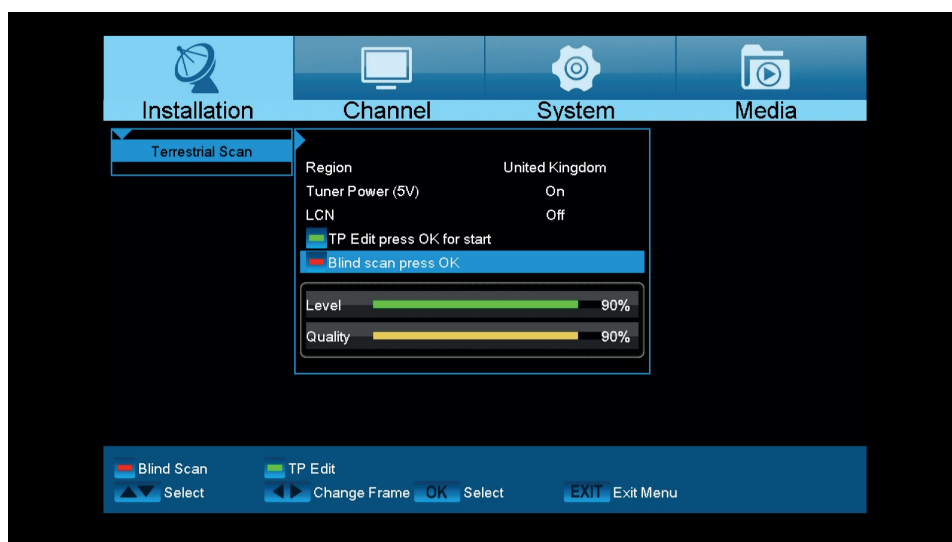 Installation Channel System Media
Terrestrial Scan
Region United Kingdom
Tuner Power (5V) On
LCN Off
TP Edit press OK for start
Blind scan press OK
Level 90%
Quality 90%
Blind Scan TP Edit
Select Change Frame OK Select EXIT Exit Menu